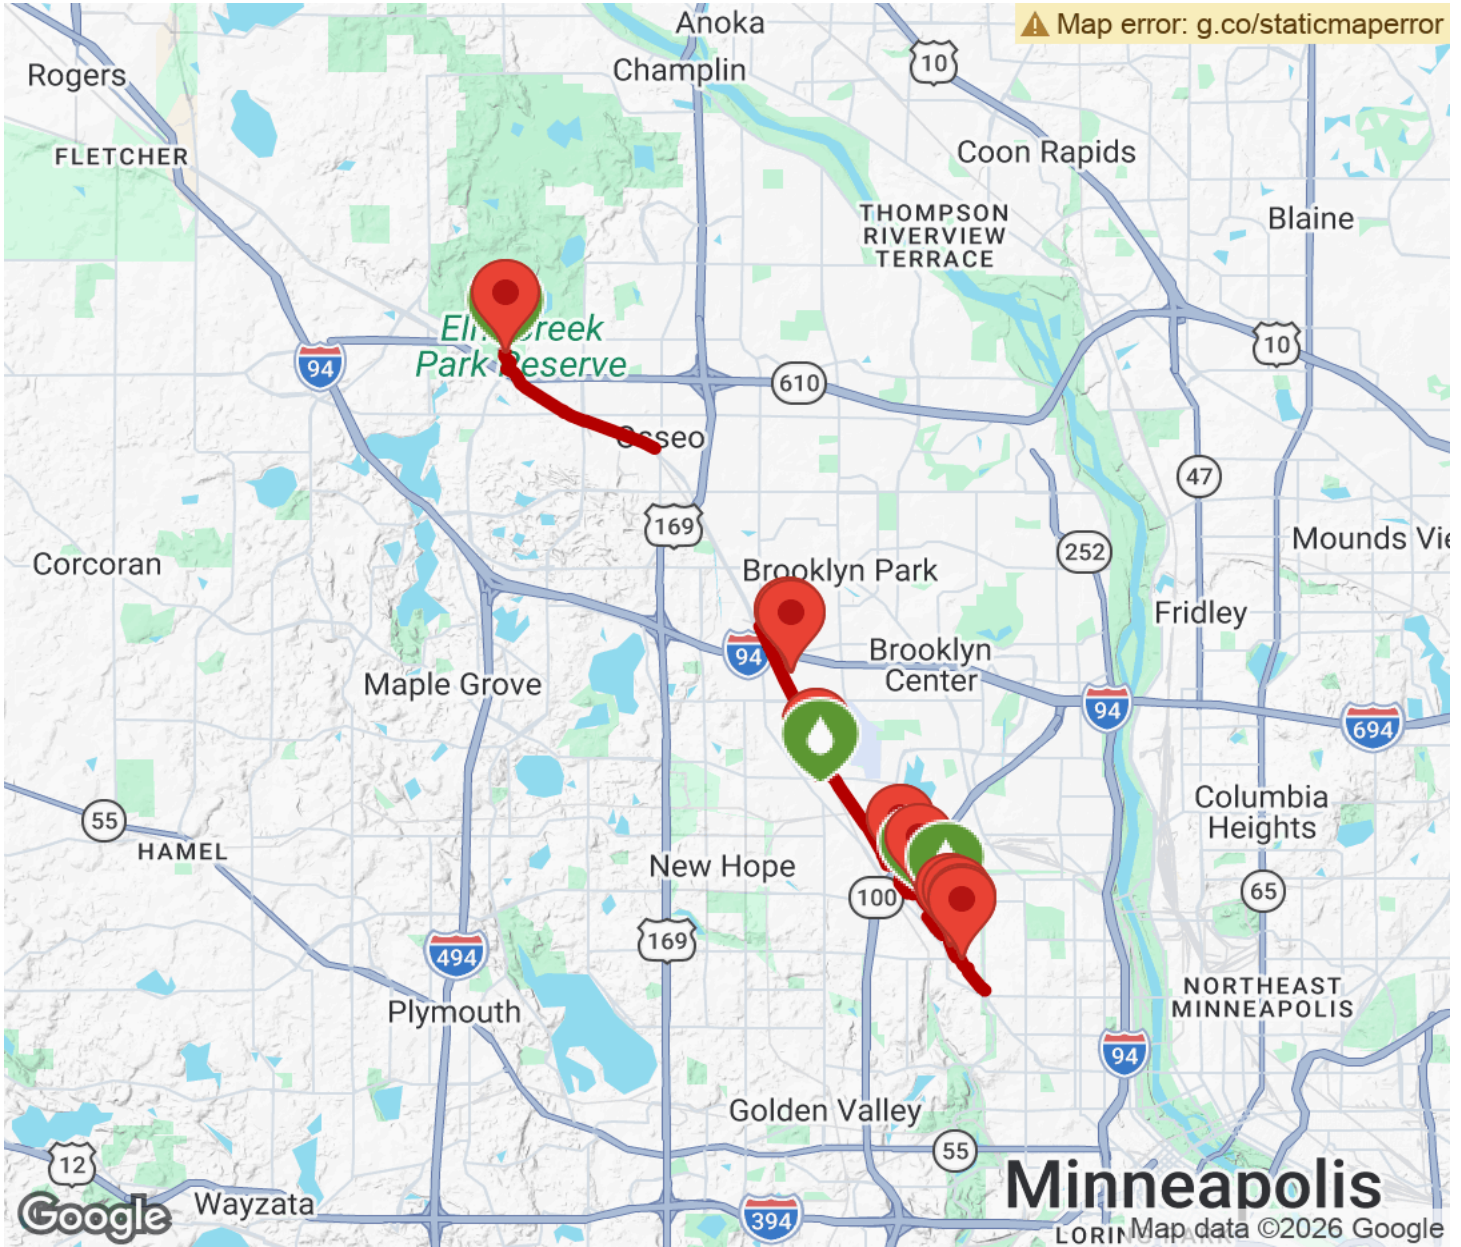 Anoka
Map error: g.co/staticmaperror
10
Rogers
Champlin
FLETCHER
Coon Rapids
THOMPSON
RIVERVIEW
TERRACE
Blaine
Park Reserve
94
10
610
47
169
252
Mounds Vie
Corcoran
Brooklyn Park
Fridley
94
Brooklyn
Center
Maple Grove
94
694
55
HAMEL
Columbia
Heights
New Hope
100
65
169
494
Plymouth
NORTHEAST
MINNEAPOLIS
94
Golden Valley
55
12
Wayzata
Minneapolis
394
Google
Map data ©2026 Google